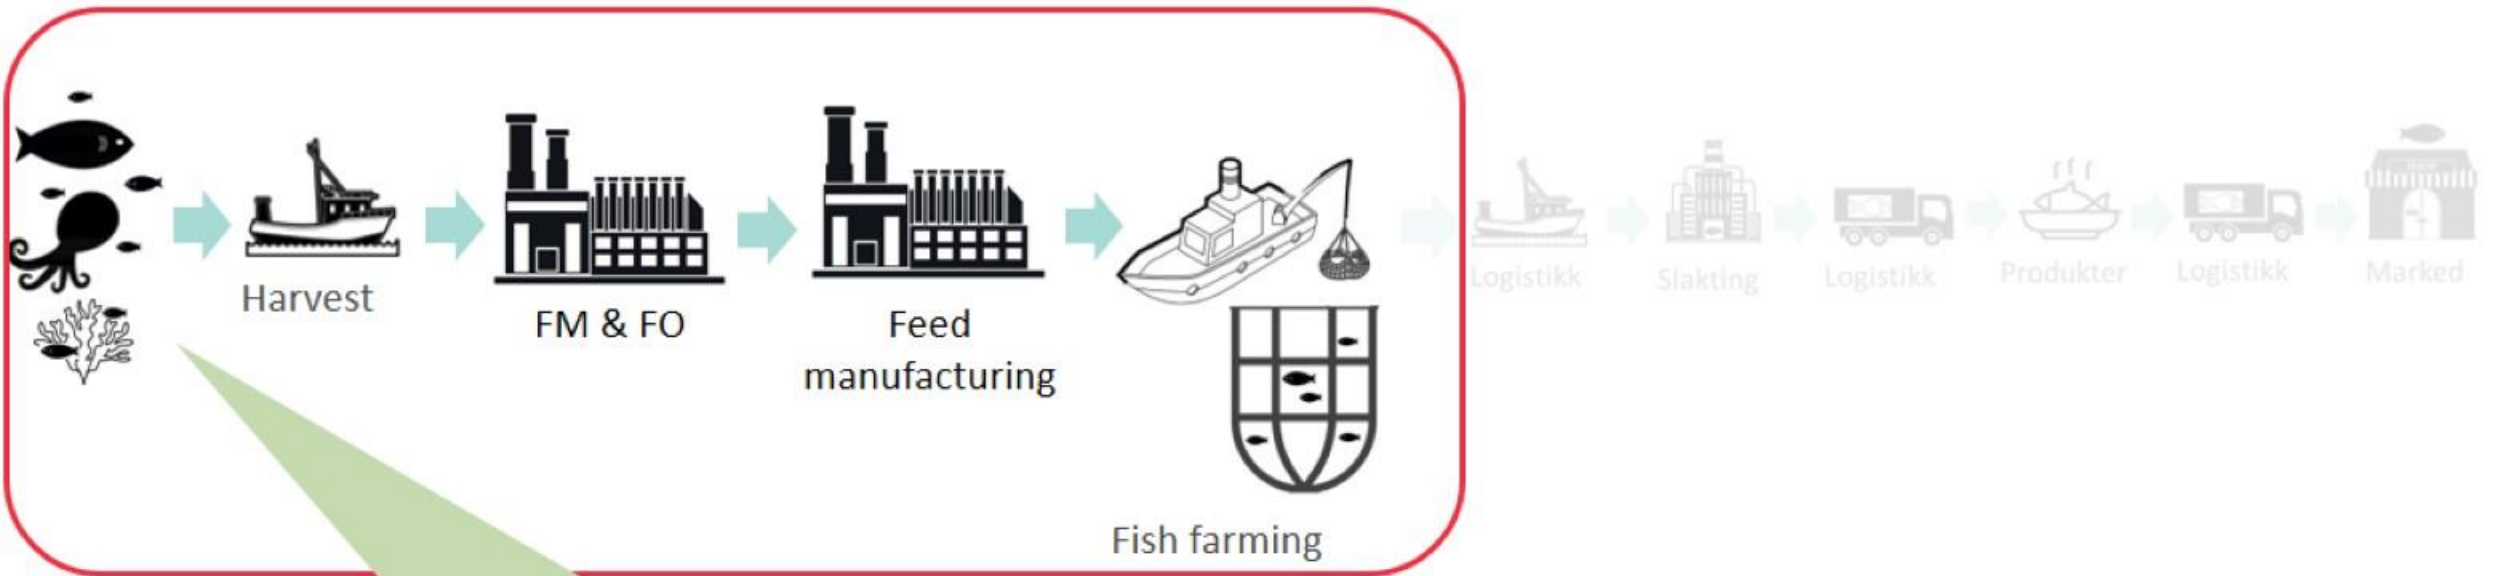 Harvest
FM & FO
Feed
manufacturing
Fish farming
Logistikk
Slakting
Logistikk
Produkter
Logistikk
Marked